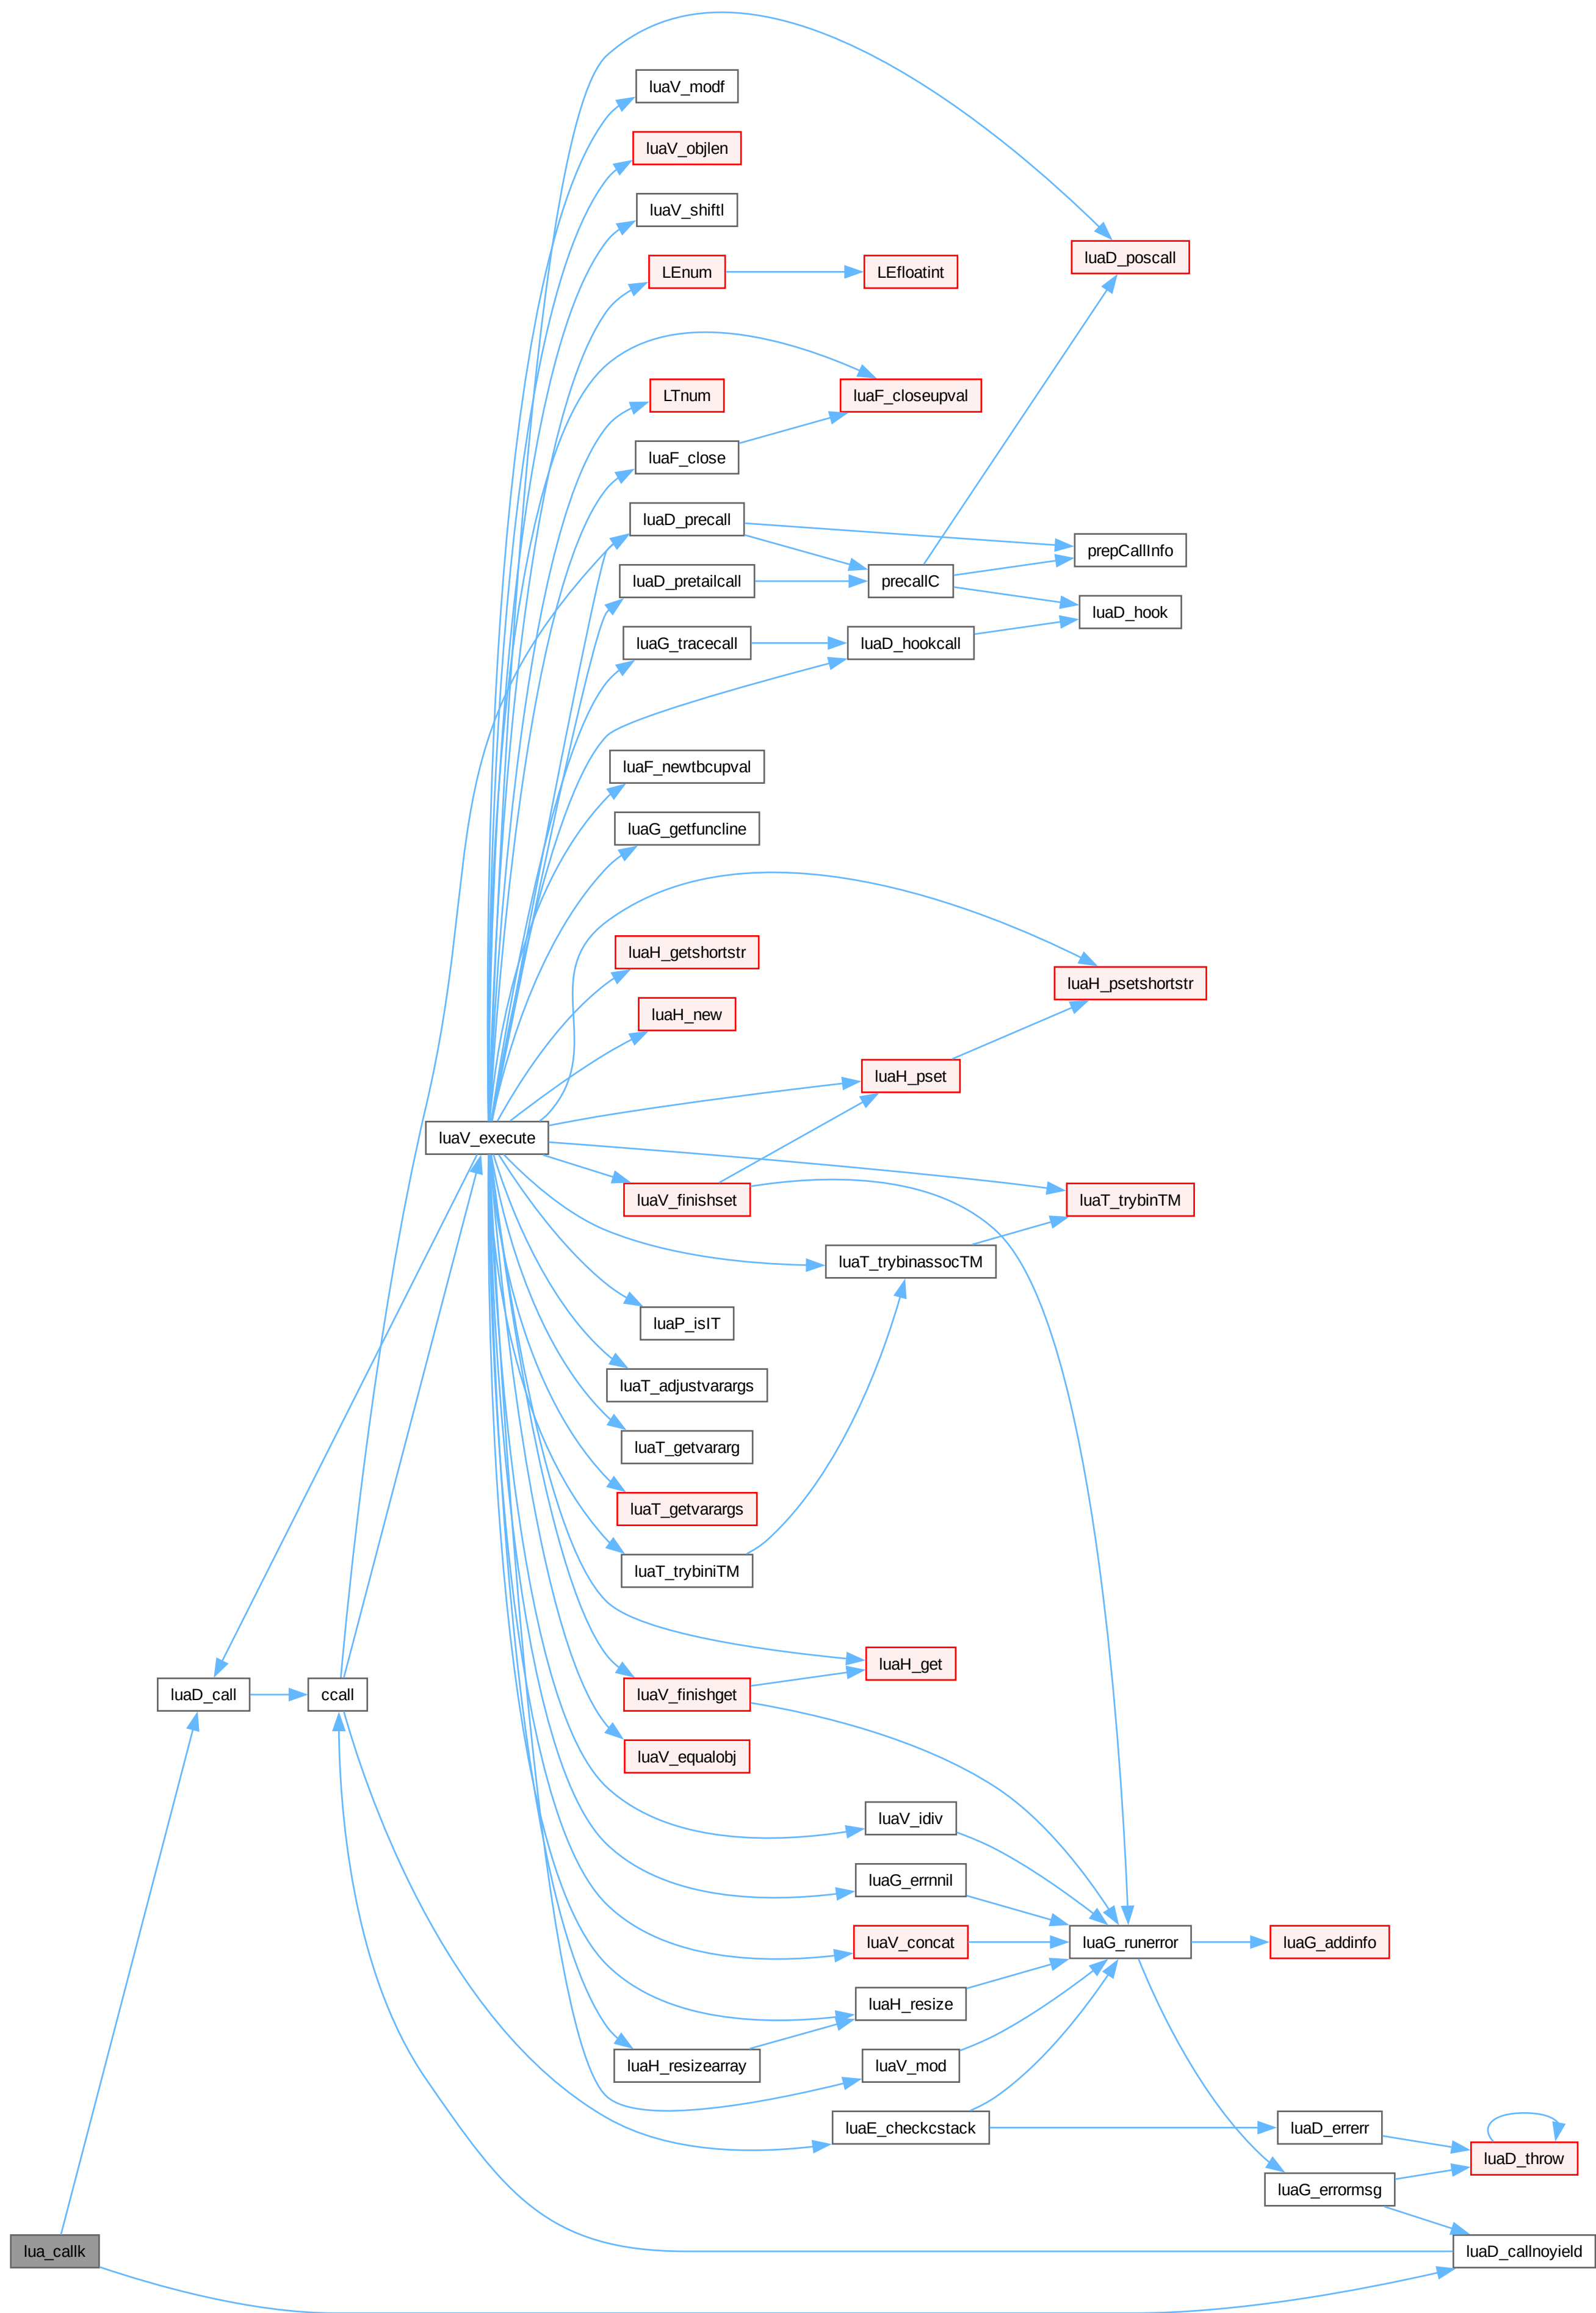 luaV_modf
luaV_objlen
luaV_shiftl
luaD_poscall
LEnum
LEfloatint
LTnum
luaF_closeupval
luaF_close
luaD_precall
prepCallInfo
luaD_pretailcall
precallC
luaD_hook
luaG_tracecall
luaD_hookcall
luaF_newtbcupval
luaG_getfuncline
luaH_getshortstr
luaH_psetshortstr
luaH_new
luaH_pset
luaV_execute
luaV_finishset
luaT_trybinTM
luaT_trybinassocTM
luaP_isIT
luaT_adjustvarargs
luaT_getvararg
luaT_getvarargs
luaT_trybiniTM
luaH_get
luaD_call
ccall
luaV_finishget
luaV_equalobj
luaV_idiv
luaG_errnnil
luaV_concat
luaG_runerror
luaG_addinfo
luaH_resize
luaH_resizearray
luaV_mod
luaE_checkcstack
luaD_errerr
luaD_throw
luaG_errormsg
lua_callk
luaD_callnoyield